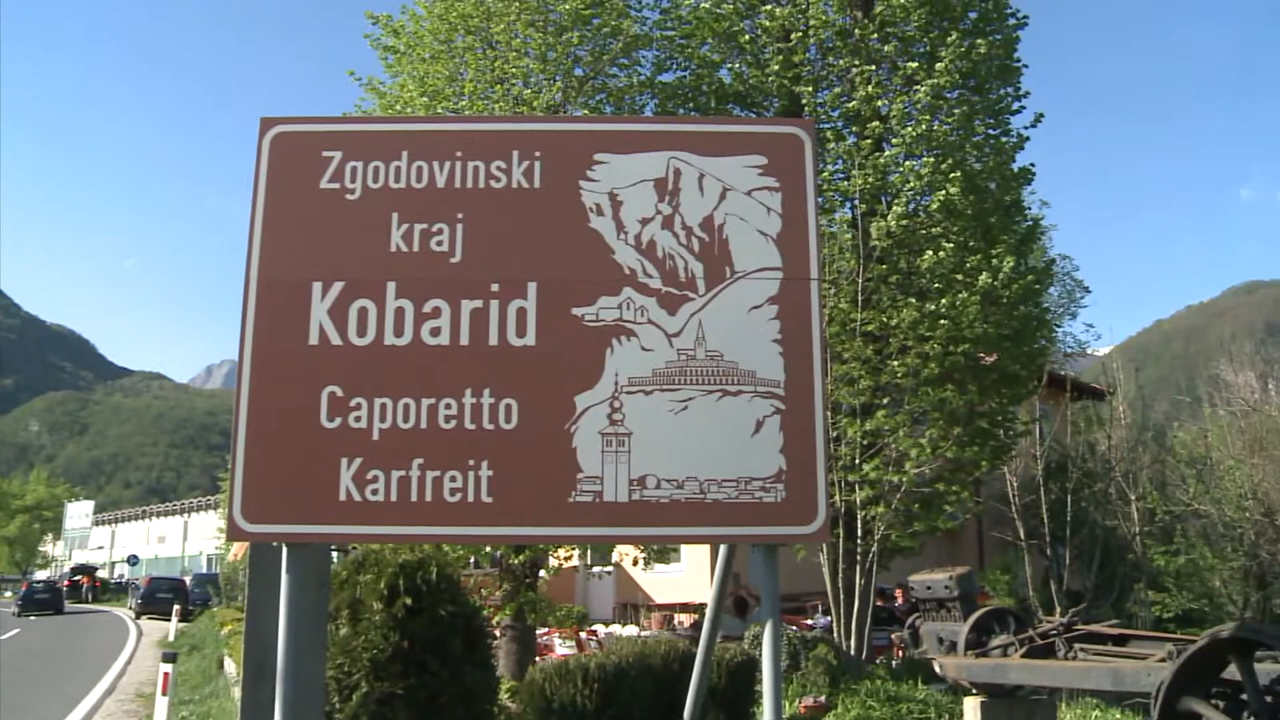 Zgodovinski
kraj
Kobarid
Caporetto
Karfreit